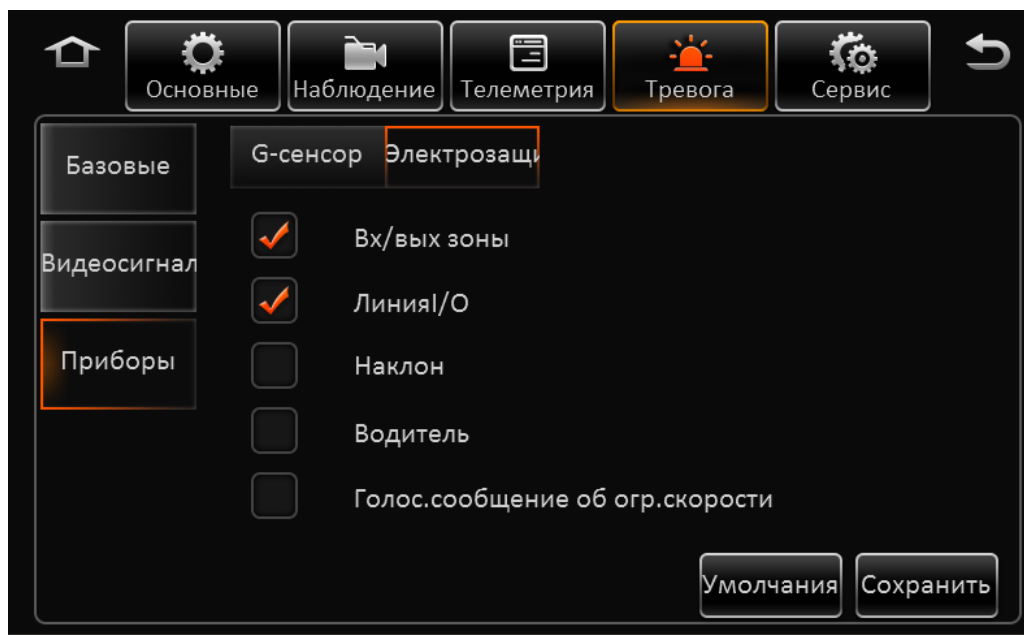 Основные
Наблюдение
Телеметрия
Тревога
Сервис
Базовые
Видеосигнал
Приборы
G-сенсор
Электрозащи
Вх/вых зоны
ЛинияI/O
Наклон
Водитель
Голос.сообщение об огр.скорости
Умолчания
Сохранить